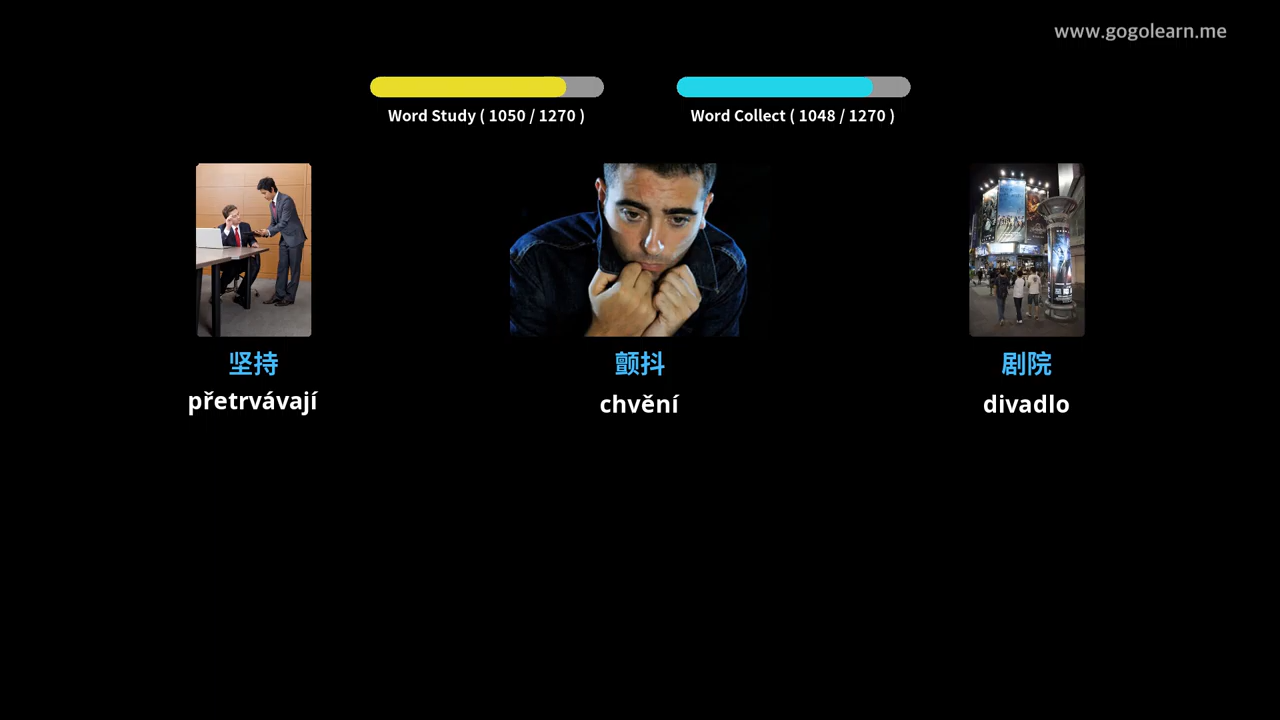 www.gogolearn.me
Word Study ( 1050 / 1270 )
Word Collect ( 1048 / 1270 )
坚持
颤抖
剧院
přetrvávají
chvění
divadlo